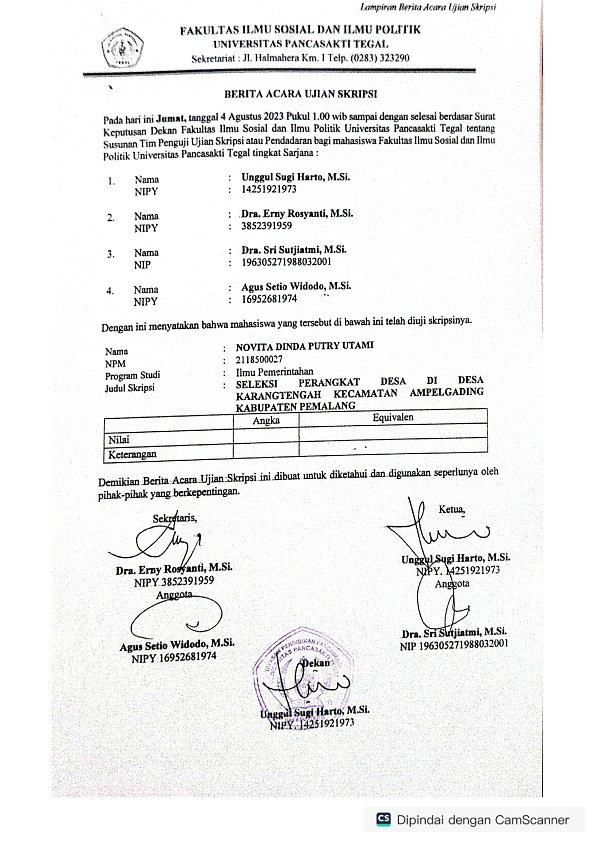 Lampiran Berita Acara Ujian Skripsi
FAKULTAS ILMU SOSIAL DAN ILMU POLITIK
UNIVERSITAS PANCASAKTI TEGAL
Sekretariat : Jl. Halmahera Km. 1 Telp. (0283) 323290
BERITA ACARA UJIAN SKRIPSI
Pada hari ini Jumat, tanggal 4 Agustus 2023 Pukul 1.00 wib sampai dengan selesai berdasar Surat
Keputusan Dekan Fakultas Ilmu Sosial dan Ilmu Politik Universitas Pancasakti Tegal tentang
Susunan Tim Penguji Ujian Skripsi atau Pendadaran bagi mahasiswa Fakultas Ilmu Sosial dan Ilmu
Politik Universitas Pancasakti Tegal tingkat Sarjana :
1. Nama : Unggul Sugi Harto, M.Si.
NIPY : 14251921973
2. Nama : Dra. Erny Rosyanti, M.Si.
NIPY : 3852391959
3. Nama : Dra. Sri Sutjiatmi, M.Si.
NIP : 196305271988032001
4. Nama : Agus Setio Widodo, M.Si.
NIPY : 16952681974
Dengan ini menyatakan bahwa mahasiswa yang tersebut di bawah ini telah diuji skripsinya.
Nama : NOVITA DINDA PUTRY UTAMI
NPM : 2118500027
Program Studi : Ilmu Pemerintahan
Judul Skripsi : SELEKSI PERANGKAT DESA DI DESA
KARANGTENGAH KECAMATAN AMPELGADING
KABUPATEN PEMALANG
Angka Equivalen
Nilai
Keterangan
Demikian Berita Acara Ujian Skripsi ini dibuat untuk diketahui dan digunakan seperlunya oleh
pihak-pihak yang berkepentingan.
Sekretaris,
Dra. Erny Rosyanti, M.Si.
NIPY 3852391959
Anggota
Agus Setio Widodo, M.Si.
NIPY 16952681974
Ketua,
Unggul Sugi Harto, M.Si.
NIPY. 14251921973
Anggota
Dra. Sri Sutjiatmi, M.Si.
NIP 196305271988032001
Dekan
Unggul Sugi Harto, M.Si.
NIPY. 14251921973
CS Dipindai dengan CamScanner